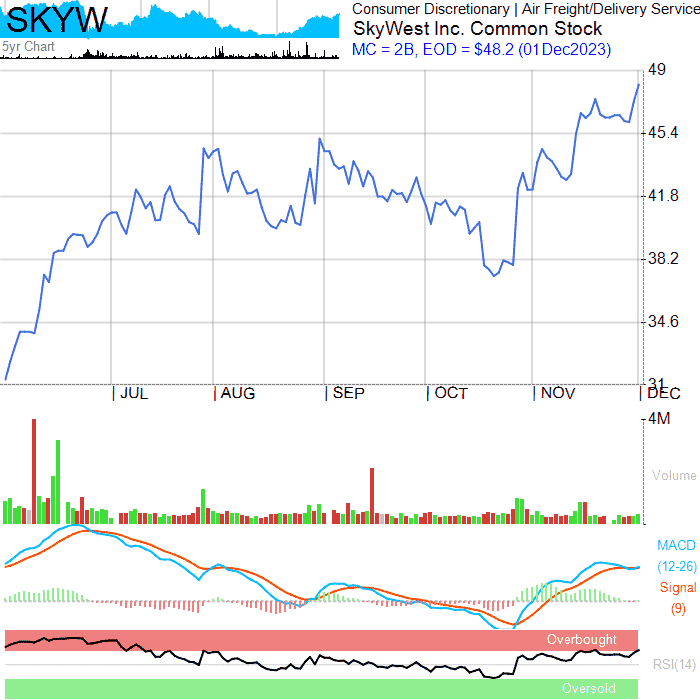 SKYW
5yr Chart
Consumer Discretionary | Air Freight/Delivery Service
SkyWest Inc. Common Stock
MC = 2B, EOD = $48.2 (01Dec2023)
49
45.4
41.8
38.2
34.6
31
JUL
AUG
SEP
OCT
NOV
DEC
4M
Volume
MACD
(12-26)
Signal
(9)
Overbought
RSI(14)
Oversold